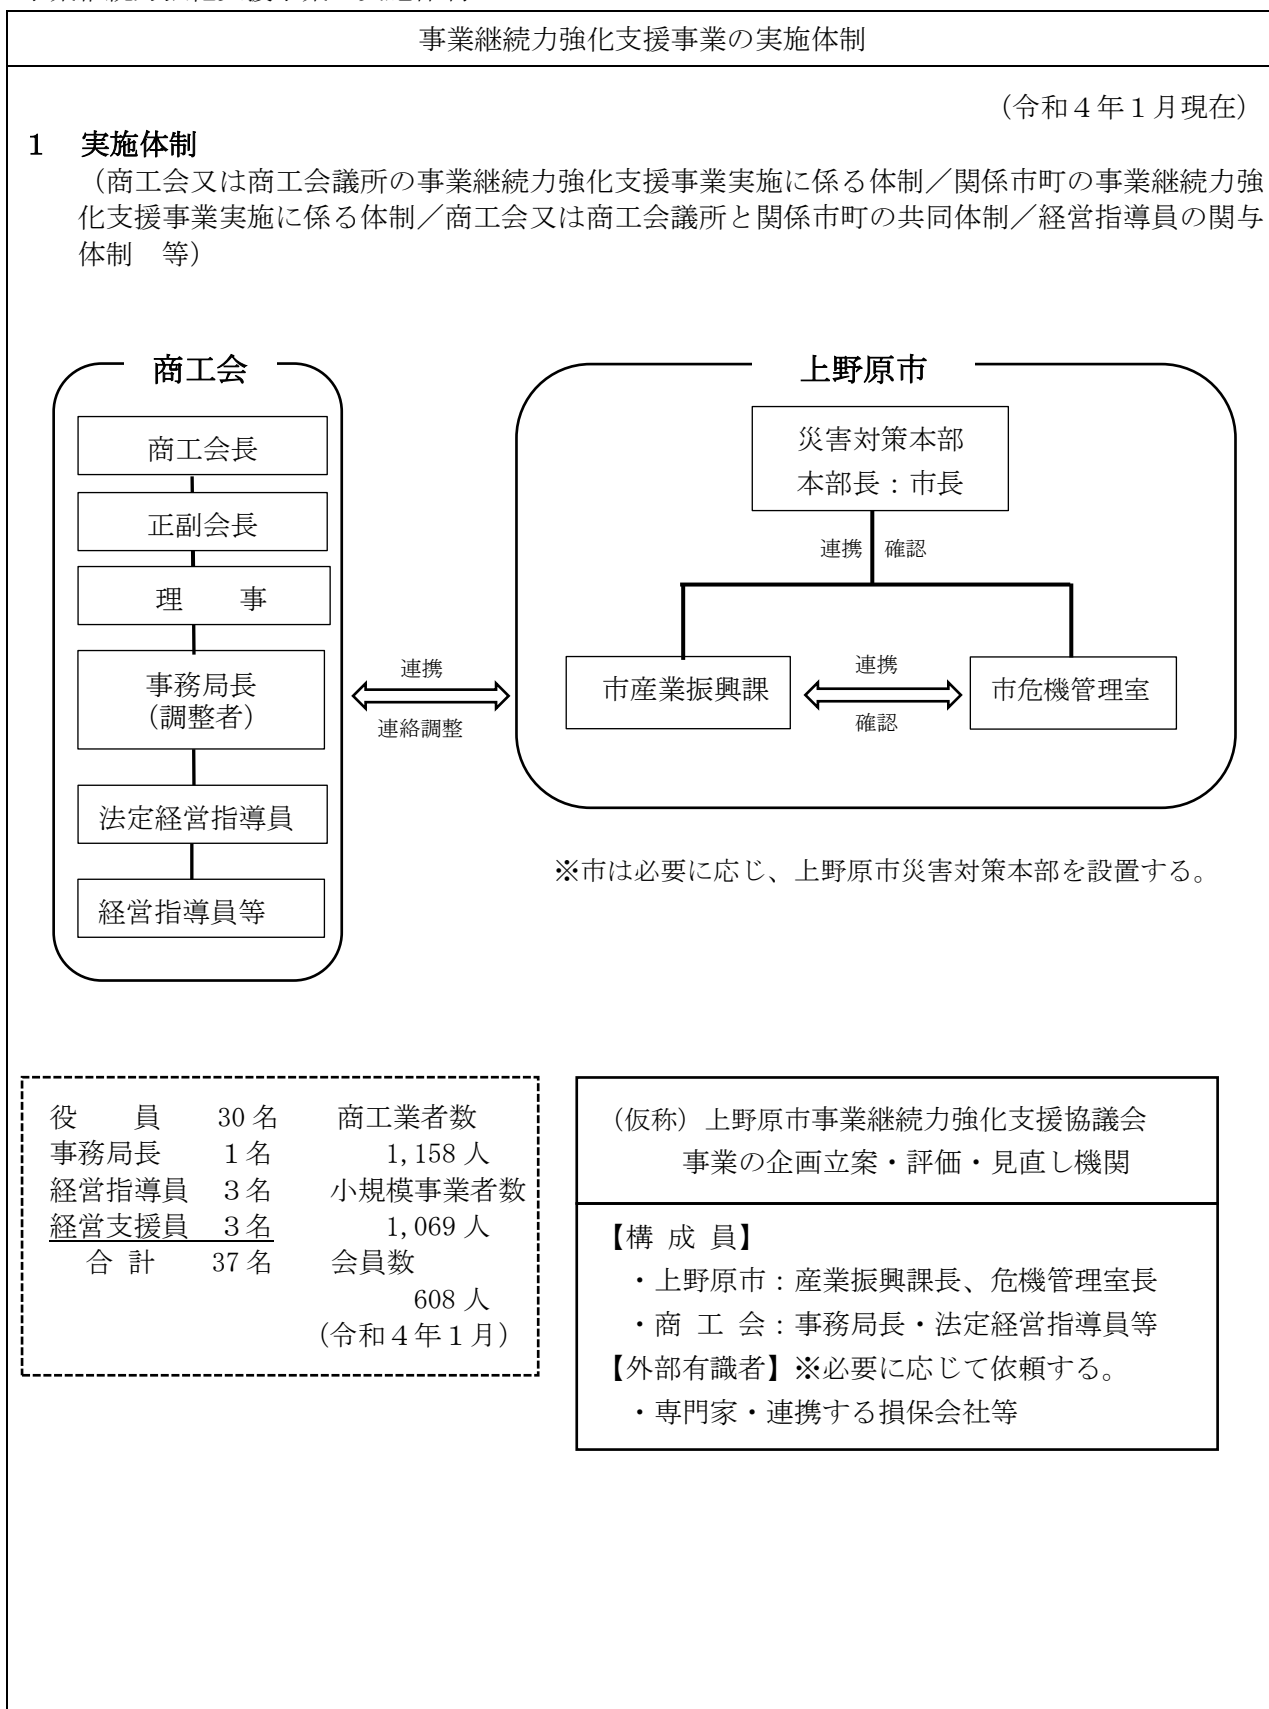 事業継続力強化支援事業の実施体制
（令和４年１月現在）
１　実施体制
（商工会又は商工会議所の事業継続力強化支援事業実施に係る体制／関係市町の事業継続力強
化支援事業実施に係る体制／商工会又は商工会議所と関係市町の共同体制／経営指導員の関与
体制　等）
商工会
商工会長
正副会長
理　　事
事務局長
（調整者）
法定経営指導員
経営指導員等
連携
連絡調整
上野原市
災害対策本部
本部長：市長
連携　確認
市産業振興課
連携
確認
市危機管理室
※市は必要に応じ、上野原市災害対策本部を設置する。
役　　員　30名　商工業者数
事務局長　１名　1,158人
経営指導員　３名　小規模事業者数
経営支援員　３名　1,069人
合 計　37名　会員数
608人
（令和４年１月）
（仮称）上野原市事業継続力強化支援協議会
事業の企画立案・評価・見直し機関
【構 成 員】
・上野原市：産業振興課長、危機管理室長
・商 工 会：事務局長・法定経営指導員等
【外部有識者】※必要に応じて依頼する。
・専門家・連携する損保会社等